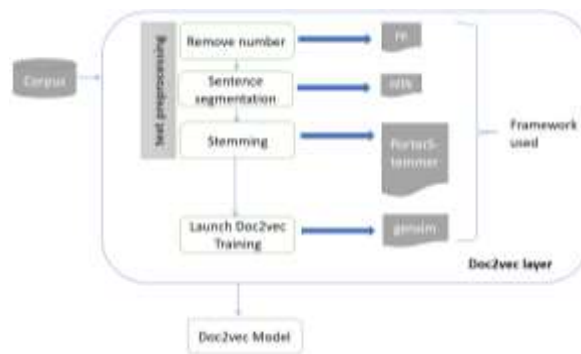 Remove number
re
text preprocessing
Corpus
Sentence
segmentation
nltk
Stemming
PorterS-
temmer
Framework
used
Launch Doc2vec
Training
gensim
Doc2vec layer
Doc2vec Model